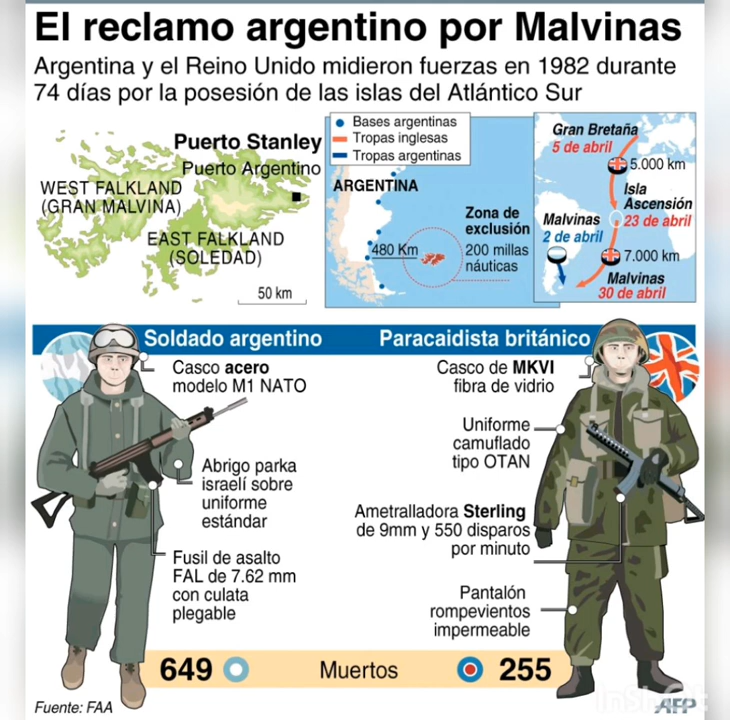 El reclamo argentino por Malvinas
Argentina y el Reino Unido midieron fuerzas en 1982 durante
74 días por la posesión de las islas del Atlántico Sur
Puerto Stanley
Puerto Argentino
WEST FALKLAND
(GRAN MALVINA)
EAST FALKLAND
(SOLEDAD)
50 km
Bases argentinas
Tropas inglesas
Tropas argentinas
ARGENTINA
480 Km
Zona de
exclusión
200 millas
náuticas
Gran Bretaña
5 de abril
5.000 km
Isla
Ascensión
23 de abril
Malvinas
2 de abril
7.000 km
Malvinas
30 de abril
Soldado argentino
Casco acero
modelo M1 NATO
Abrigo parka
israelí sobre
uniforme
estándar
Fusil de asalto
FAL de 7.62 mm
con culata
plegable
Paracaidista británico
Casco de MKVI
fibra de vidrio
Uniforme
camuflado
tipo OTAN
Ametralladora Sterling
de 9mm y 550 disparos
por minuto
Pantalón
rompevientos
impermeable
649 Muertos 255
Fuente: FAA
AFP